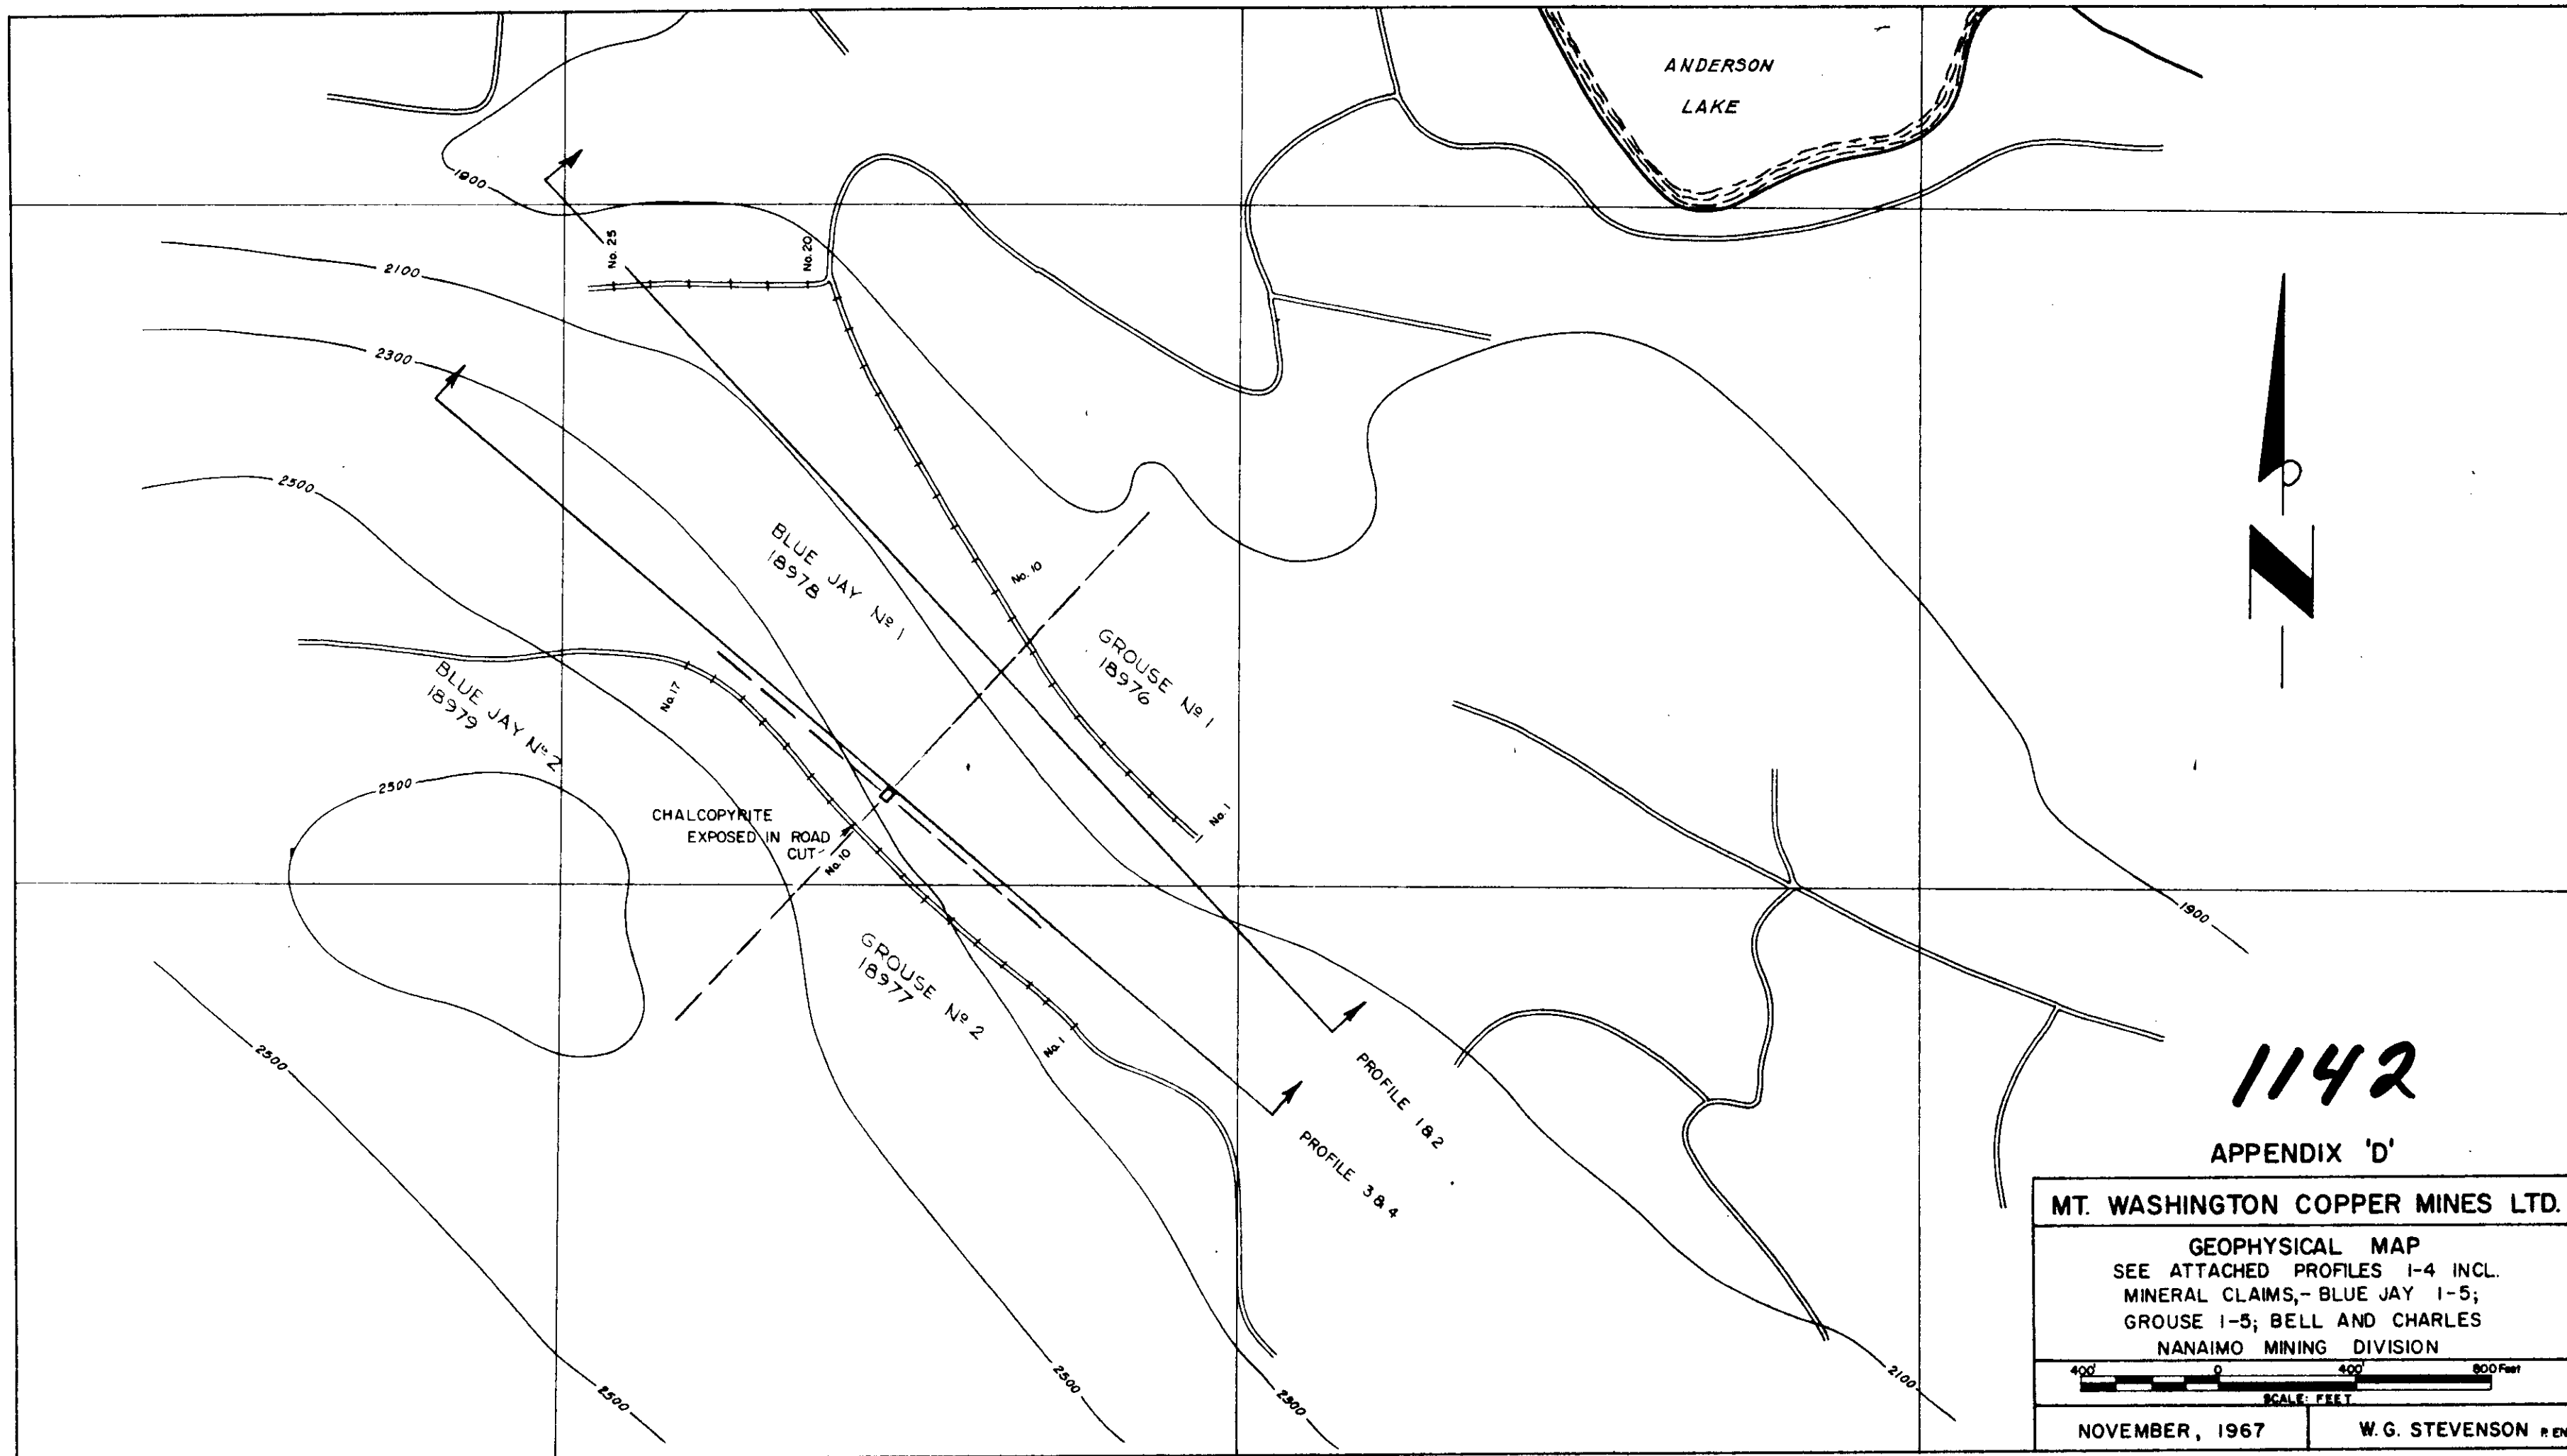 ANDERSON
LAKE
1900
No. 25
No. 20
2100
2300
2500
BLUE JAY Nº 1
18978
No. 10
GROUSE Nº 1
18976
No. 17
BLUE JAY Nº 2
18979
2500
CHALCOPYRITE
EXPOSED IN ROAD
CUT
No. 10
No. 1
1900
GROUSE Nº 2
18977
No. 1
PROFILE 1&2
PROFILE 3&4
2500
2500
2500
2300
2100
N
1142
APPENDIX 'D'
MT. WASHINGTON COPPER MINES LTD.
GEOPHYSICAL MAP
SEE ATTACHED PROFILES 1-4 INCL.
MINERAL CLAIMS,- BLUE JAY 1-5;
GROUSE 1-5; BELL AND CHARLES
NANAIMO MINING DIVISION
400' 0 400' 800 Feet
SCALE: FEET
NOVEMBER, 1967
W. G. STEVENSON